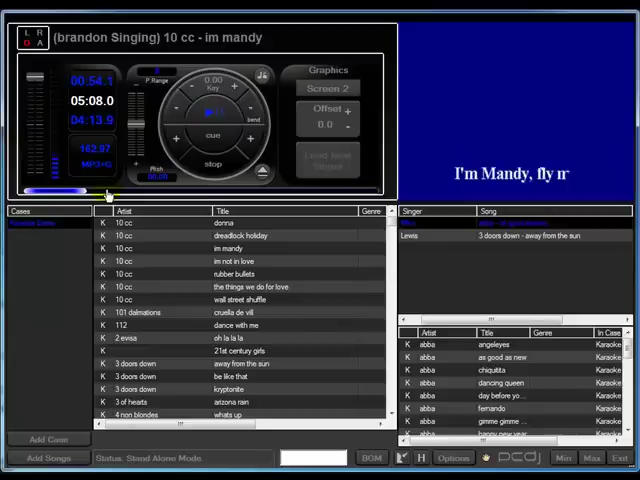 L R
D A
(brandon Singing) 10 cc - im mandy
00:54.1
05:08.0
04:13.9
162.97
MP3+G
P.Range
Pitch
00.00
0.00
Key
bend
cue
stop
Graphics
Screen 2
Offset +
0.0 -
Load Next
Singer
I'm Mandy, fly m
Cases
Artist Title Genre
K 10 cc donna
K 10 cc dreadlock holiday
K 10 cc im mandy
K 10 cc im not in love
K 10 cc rubber bullets
K 10 cc the things we do for love
K 10 cc wall street shuffle
K 101 dalmations cruella de vill
K 112 dance with me
K 2 evisa oh la la la
K 21st century girls
K 3 doors down away from the sun
K 3 doors down be like that
K 3 doors down kryptonite
K 3 of hearts arizona rain
K 4 non blondes whats up
Singer Song
Lewis 3 doors down - away from the sun
Artist Title Genre In Case
K abba angeleyes Karaoke
K abba as good as new Karaoke
K abba chiquitita Karaoke
K abba dancing queen Karaoke
K abba day before yo... Karaoke
K abba fernando Karaoke
K abba gimme gimme ... Karaoke
K abba happy new year Karaoke
Add Case
Add Songs
Status. Stand Alone Mode.
BGM
H
Options
pcdj
Min
Max
Exit